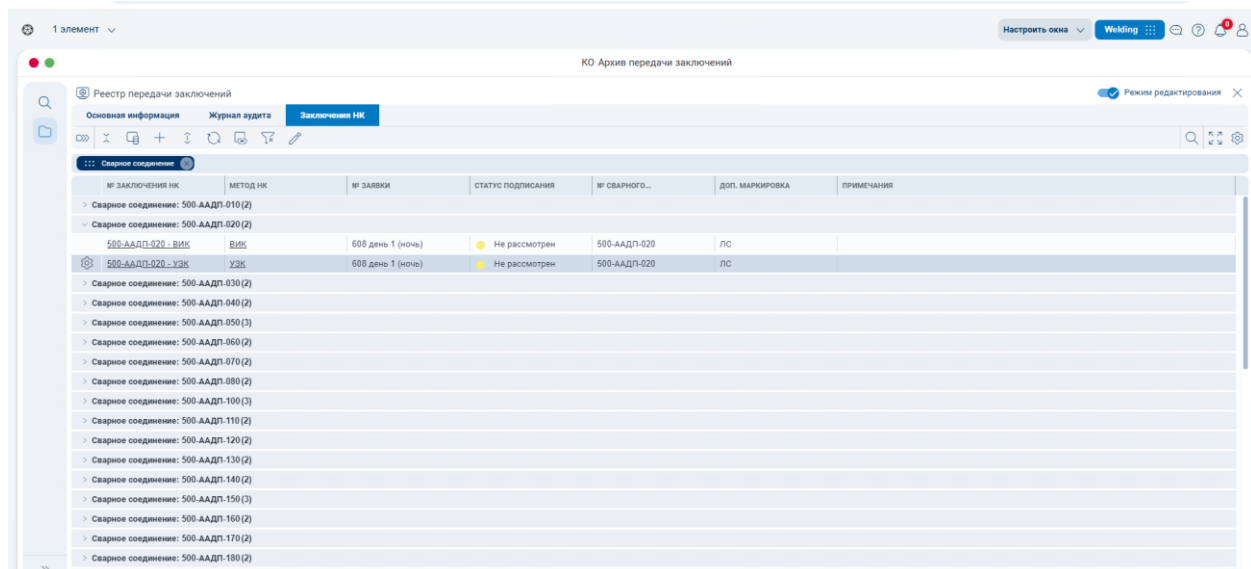 1 элемент Настроить окна Welding 8
КО Архив передачи заключений
Реестр передачи заключений Режим редактирования
Основная информация Журнал аудита Заключения НК
Сварное соединение
№ ЗАКЛЮЧЕНИЯ НК МЕТОД НК № ЗАЯВКИ СТАТУС ПОДПИСАНИЯ № СВАРНОГО... ДОП. МАРКИРОВКА ПРИМЕЧАНИЯ
Сварное соединение: 500-ААДП-010(2)
Сварное соединение: 500-ААДП-020(2)
500-ААДП-020 - ВИК ВИК 608 день 1 (ночь) Не рассмотрен 500-ААДП-020 ЛС
500-ААДП-020 - УЗК УЗК 608 день 1 (ночь) Не рассмотрен 500-ААДП-020 ЛС
Сварное соединение: 500-ААДП-030(2)
Сварное соединение: 500-ААДП-040(2)
Сварное соединение: 500-ААДП-050(3)
Сварное соединение: 500-ААДП-060(2)
Сварное соединение: 500-ААДП-070(2)
Сварное соединение: 500-ААДП-080(2)
Сварное соединение: 500-ААДП-100(3)
Сварное соединение: 500-ААДП-110(2)
Сварное соединение: 500-ААДП-120(2)
Сварное соединение: 500-ААДП-130(2)
Сварное соединение: 500-ААДП-140(2)
Сварное соединение: 500-ААДП-150(3)
Сварное соединение: 500-ААДП-160(2)
Сварное соединение: 500-ААДП-170(2)
Сварное соединение: 500-ААДП-180(2)